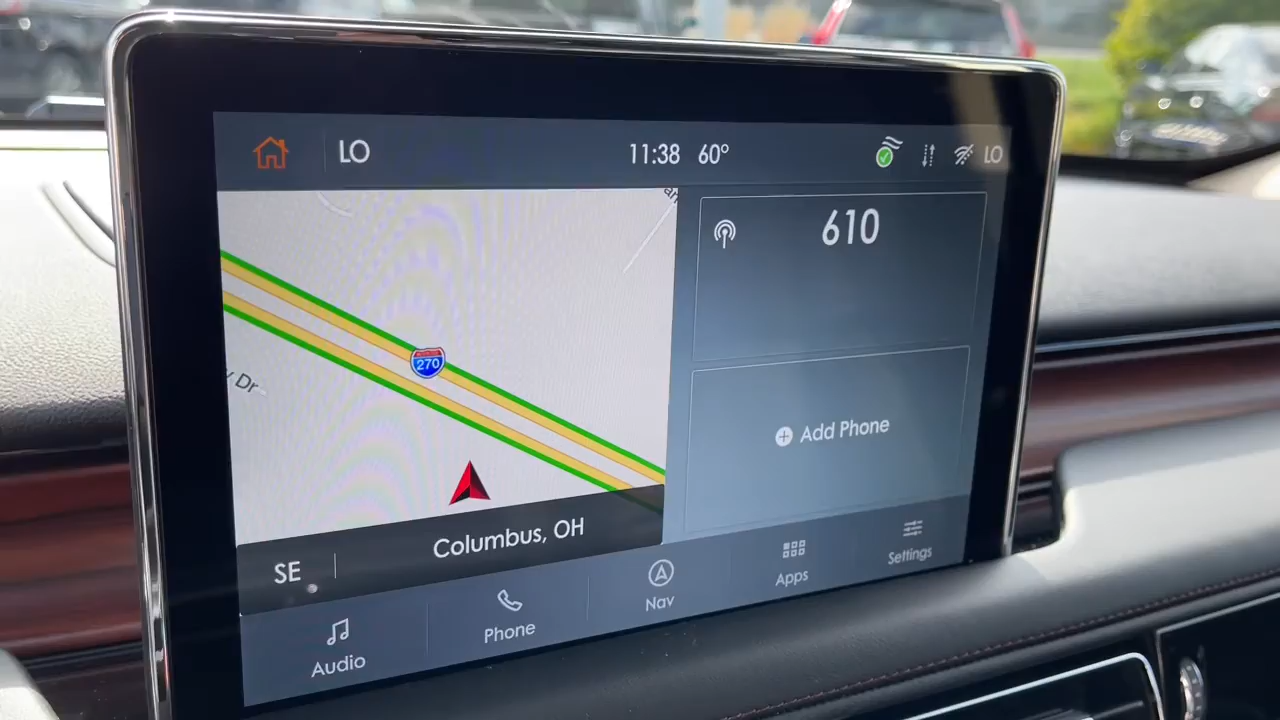 LO
11:38 60°
LO
610
270
Dr
Add Phone
Columbus, OH
SE
Audio
Phone
Nav
Apps
Settings